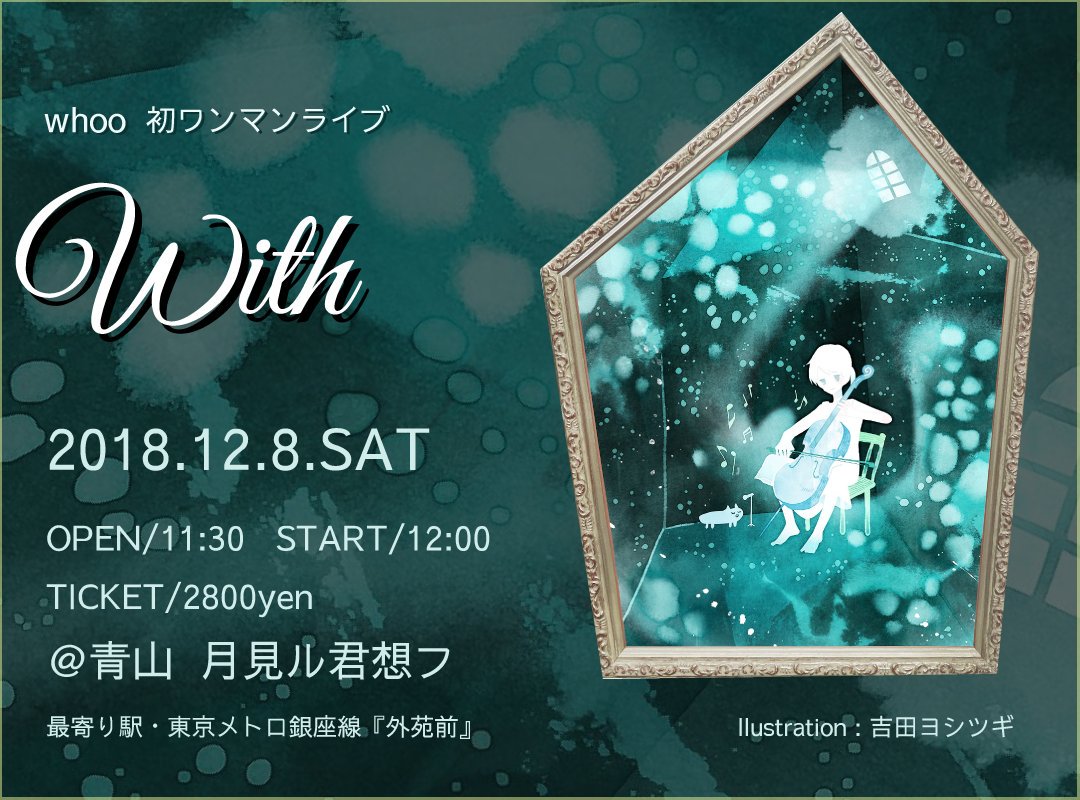 whoo 初ワンマンライブ
With
2018.12.8.SAT
OPEN/11:30 START/12:00
TICKET/2800yen
@青山 月見ル君想フ
最寄り駅・東京メトロ銀座線『外苑前』
Ilustration : 吉田ヨシツギ